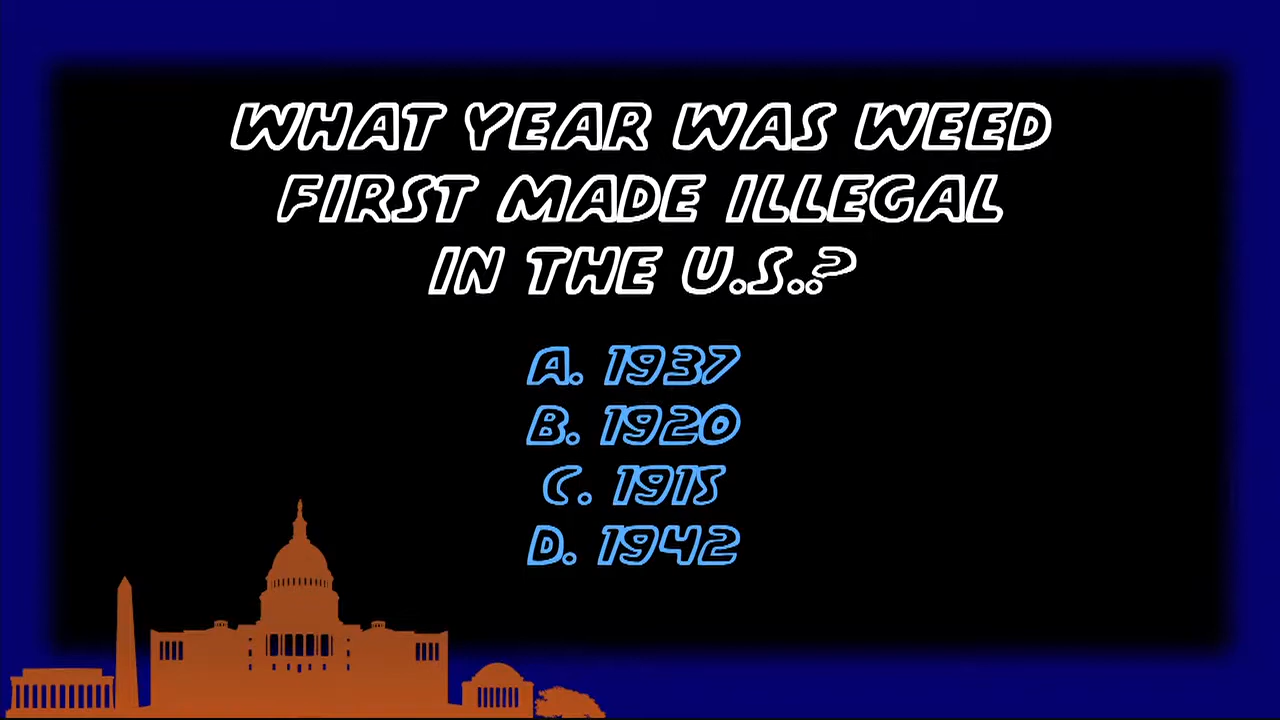 WHAT YEAR WAS WEED
FIRST MADE ILLEGAL
IN THE U.S.?
A. 1937
B. 1920
C. 1915
D. 1942